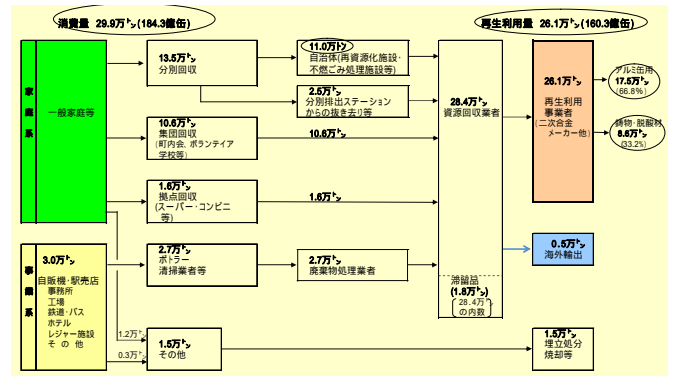 消費量 29.9万㌧(184.3億缶)
再生利用量 26.1万㌧(160.3億缶)
家庭系
一般家庭等
13.5万㌧
分別回収
11.0万㌧
自治体(再資源化施設・
不燃ごみ処理施設等)
2.5万㌧
分別排出ステーション
からの抜き去り等
10.6万㌧
集団回収
(町内会、ボランテイア
学校等)
10.6万㌧
1.6万㌧
拠点回収
(スーパー・コンビニ
等)
1.6万㌧
28.4万㌧
資源回収業者
滞留品
(1.8万㌧)
28.4万㌧
の内数
26.1万㌧
再生利用
事業者
(二次合金
メーカー他)
アルミ缶用
17.5万㌧
(66.8%)
鋳物・脱酸材
8.6万㌧
(33.2%)
0.5万㌧
海外輸出
事業系
3.0万㌧
自販機・駅売店
事務所
工場
鉄道・バス
ホテル
レジャー施設
そ の 他
2.7万㌧
ボトラー
清掃業者等
2.7万㌧
廃棄物処理業者
1.2万㌧
0.3万㌧
1.5万㌧
その他
1.5万㌧
埋立処分
焼却等